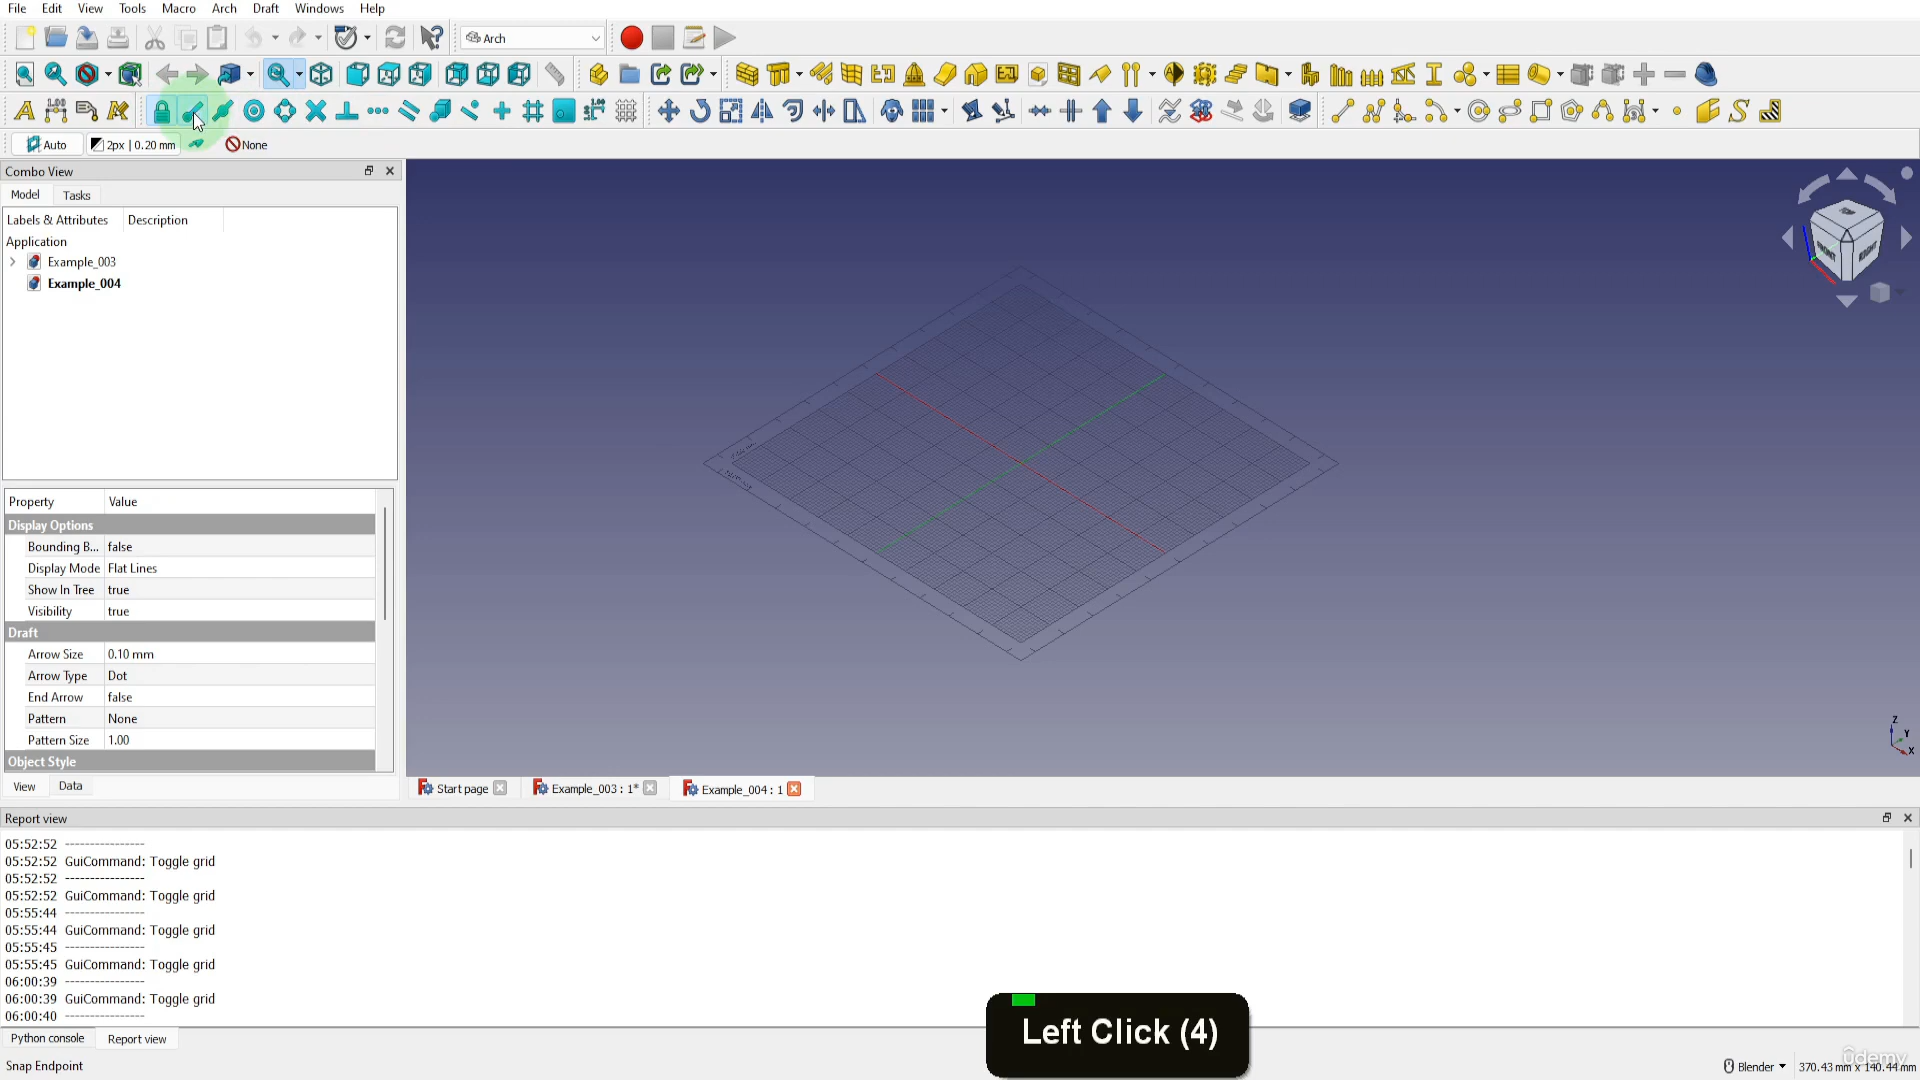 File Edit View Tools Macro Arch Draft Windows Help
Arch
Auto 2px | 0.20 mm None
Combo View
Model Tasks
Labels & Attributes Description
Application
Example_003
Example_004
Property Value
Display Options
Bounding B... false
Display Mode Flat Lines
Show In Tree true
Visibility true
Draft
Arrow Size 0.10 mm
Arrow Type Dot
End Arrow false
Pattern None
Pattern Size 1.00
Object Style
View Data
FRONT RIGHT
Z
Y
X
Start page Example_003 : 1* Example_004 : 1
Report view
05:52:52 ----------------
05:52:52 GuiCommand: Toggle grid
05:52:52 ----------------
05:52:52 GuiCommand: Toggle grid
05:55:44 ----------------
05:55:44 GuiCommand: Toggle grid
05:55:45 ----------------
05:55:45 GuiCommand: Toggle grid
06:00:39 ----------------
06:00:39 GuiCommand: Toggle grid
06:00:40 ----------------
Left Click (4)
Python console Report view
Snap Endpoint
Blender 370.43 mm x 140.44 mm
udemy